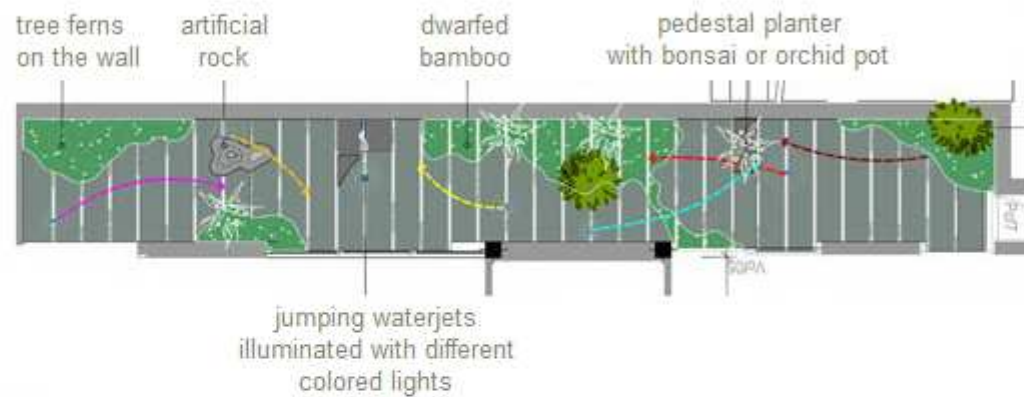 tree ferns
on the wall
artificial
rock
dwarfed
bamboo
pedestal planter
with bonsai or orchid pot
jumping waterjets
illuminated with different
colored lights